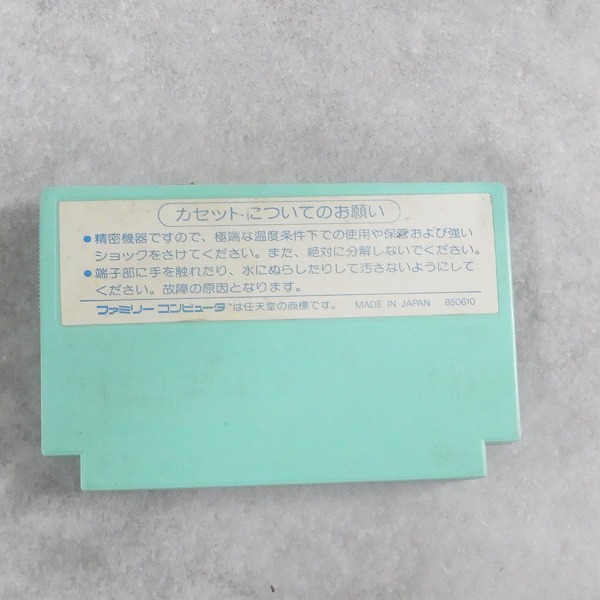 カセットについてのお願い
●精密機器ですので、極端な温度条件下での使用や保管および強い
ショックをさけてください。また、絶対に分解しないでください。
●端子部に手を触れたり、水にぬらしたりして汚さないようにして
ください。故障の原因となります。
ファミリー コンピュータ™は任天堂の商標です。 MADE IN JAPAN 850610